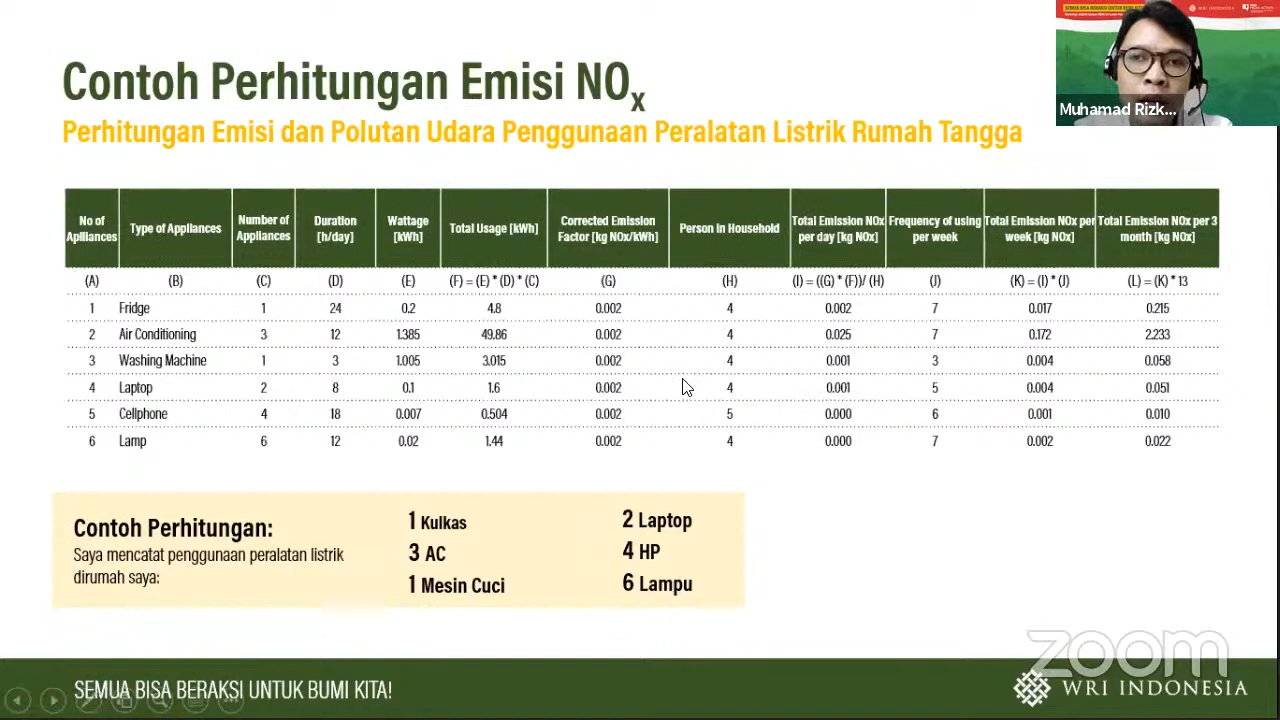 Contoh Perhitungan Emisi NOx
Perhitungan Emisi dan Polutan Udara Penggunaan Peralatan Listrik Rumah Tangga
Muhamad Rizk...
WRI INDONESIA
No of Apiliances Type of Appliances Number of Appliances Duration [h/day] Wattage [kWh] Total Usage [kWh] Corrected Emission Factor [kg NOx/kWh] Person in Household Total Emission NOx per day [kg NOx] Frequency of using per week Total Emission NOx per week [kg NOx] Total Emission NOx per 3 month [kg NOx]
(A) (B) (C) (D) (E) (F) = (E) * (D) * (C) (G) (H) (I) = ((G) * (F))/ (H) (J) (K) = (I) * (J) (L) = (K) * 13
1 Fridge 1 24 0.2 4.8 0.002 4 0.002 7 0.017 0.215
2 Air Conditioning 3 12 1.385 49.86 0.002 4 0.025 7 0.172 2.233
3 Washing Machine 1 3 1.005 3.015 0.002 4 0.001 3 0.004 0.058
4 Laptop 2 8 0.1 1.6 0.002 4 0.001 5 0.004 0.051
5 Cellphone 4 18 0.007 0.504 0.002 5 0.000 6 0.001 0.010
6 Lamp 6 12 0.02 1.44 0.002 4 0.000 7 0.002 0.022
Contoh Perhitungan:
Saya mencatat penggunaan peralatan listrik
dirumah saya:
1 Kulkas
3 AC
1 Mesin Cuci
2 Laptop
4 HP
6 Lampu
zoom
SEMUA BISA BERAKSI UNTUK BUMI KITA!
WRI INDONESIA